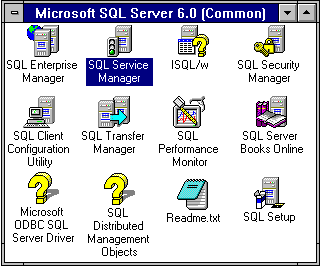 Microsoft SQL Server 6.0 (Common)
SQL Enterprise Manager
SQL Service Manager
ISQL/w
SQL Security Manager
SQL Client Configuration Utility
SQL Transfer Manager
SQL Performance Monitor
SQL Server Books Online
Microsoft ODBC SQL Server Driver
SQL Distributed Management Objects
Readme.txt
SQL Setup